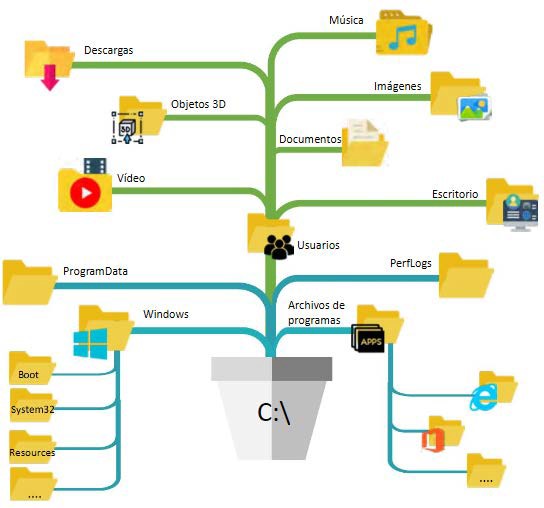 Música
Descargas
Imágenes
Objetos 3D
3D
Documentos
Vídeo
Escritorio
Usuarios
PerfLogs
ProgramData
Archivos de
programas
Windows
APPS
Boot
System32
C:\
Resources
....
....